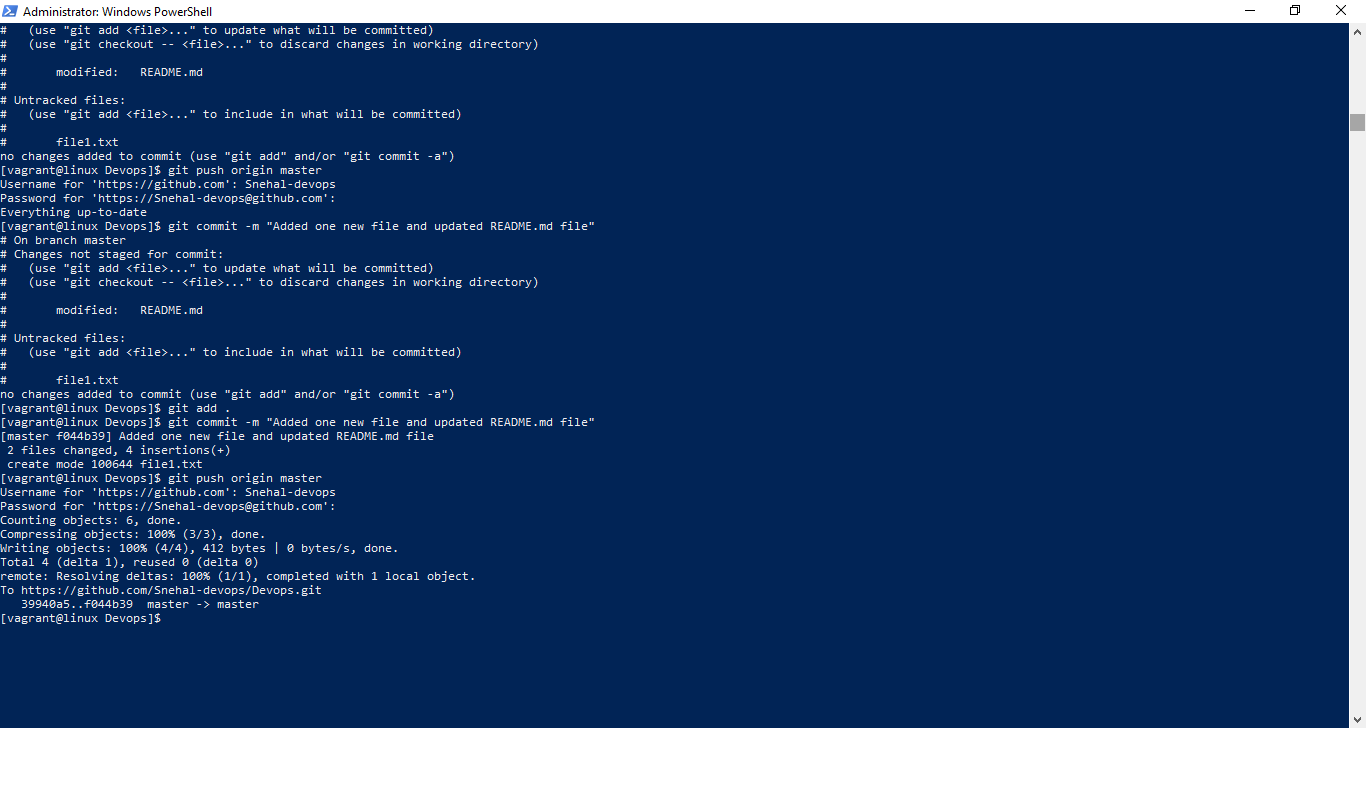 Administrator: Windows PowerShell
#   (use "git add <file>..." to update what will be committed)
#   (use "git checkout -- <file>..." to discard changes in working directory)
#
#       modified:   README.md
#
# Untracked files:
#   (use "git add <file>..." to include in what will be committed)
#
#       file1.txt
no changes added to commit (use "git add" and/or "git commit -a")
[vagrant@linux Devops]$ git push origin master
Username for 'https://github.com': Snehal-devops
Password for 'https://Snehal-devops@github.com':
Everything up-to-date
[vagrant@linux Devops]$ git commit -m "Added one new file and updated README.md file"
# On branch master
# Changes not staged for commit:
#   (use "git add <file>..." to update what will be committed)
#   (use "git checkout -- <file>..." to discard changes in working directory)
#
#       modified:   README.md
#
# Untracked files:
#   (use "git add <file>..." to include in what will be committed)
#
#       file1.txt
no changes added to commit (use "git add" and/or "git commit -a")
[vagrant@linux Devops]$ git add .
[vagrant@linux Devops]$ git commit -m "Added one new file and updated README.md file"
[master f044b39] Added one new file and updated README.md file
 2 files changed, 4 insertions(+)
 create mode 100644 file1.txt
[vagrant@linux Devops]$ git push origin master
Username for 'https://github.com': Snehal-devops
Password for 'https://Snehal-devops@github.com':
Counting objects: 6, done.
Compressing objects: 100% (3/3), done.
Writing objects: 100% (4/4), 412 bytes | 0 bytes/s, done.
Total 4 (delta 1), reused 0 (delta 0)
remote: Resolving deltas: 100% (1/1), completed with 1 local object.
To https://github.com/Snehal-devops/Devops.git
   39940a5..f044b39  master -> master
[vagrant@linux Devops]$